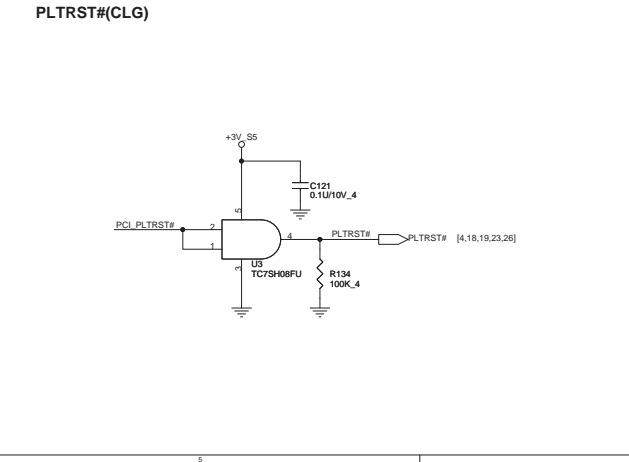 PLTRST#(CLG)
+3V_S5
C121
0.1U/10V_4
5
PCI_PLTRST#
2
1
4
PLTRST#
PLTRST# [4,18,19,23,26]
3
U3
TC7SH08FU
R134
100K_4
5